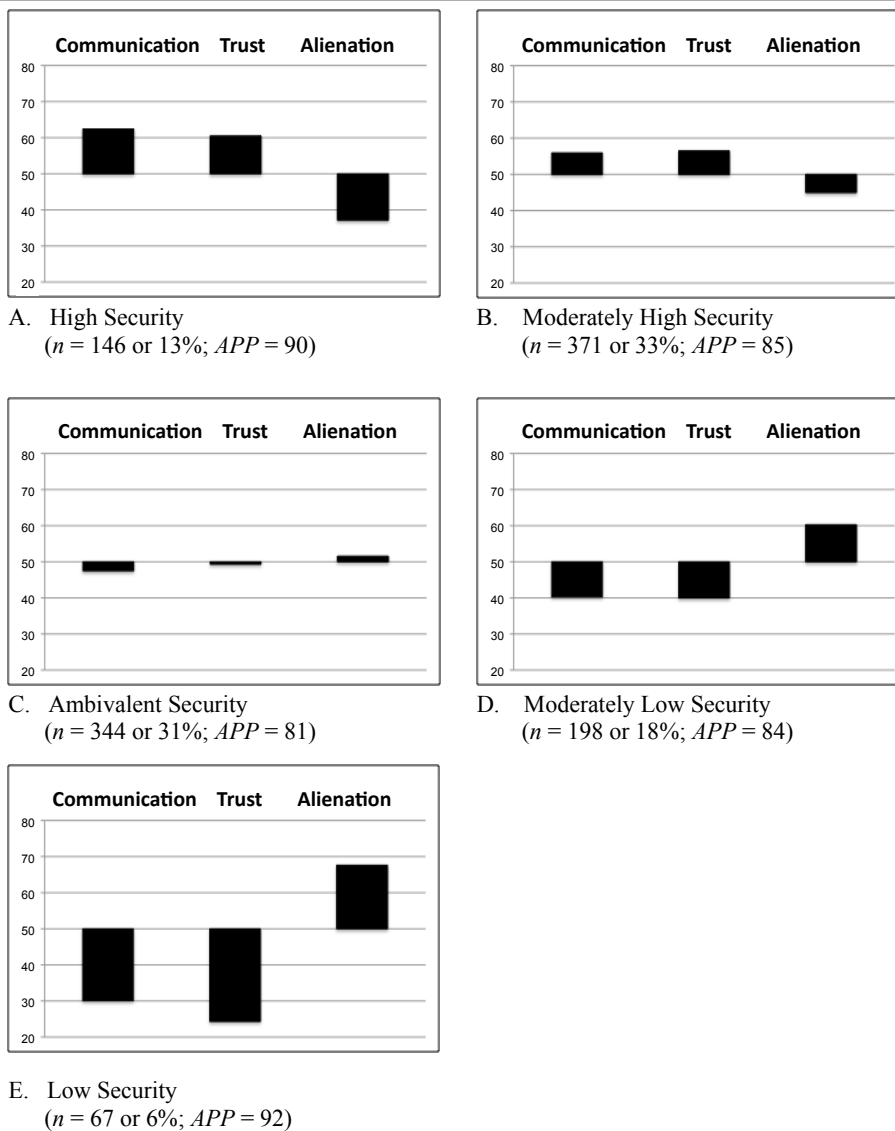 Communication Trust Alienation
80
70
60
50
40
30
20
A. High Security
(n = 146 or 13%; APP = 90)
Communication Trust Alienation
80
70
60
50
40
30
20
B. Moderately High Security
(n = 371 or 33%; APP = 85)
Communication Trust Alienation
80
70
60
50
40
30
20
C. Ambivalent Security
(n = 344 or 31%; APP = 81)
Communication Trust Alienation
80
70
60
50
40
30
20
D. Moderately Low Security
(n = 198 or 18%; APP = 84)
Communication Trust Alienation
80
70
60
50
40
30
20
E. Low Security
(n = 67 or 6%; APP = 92)